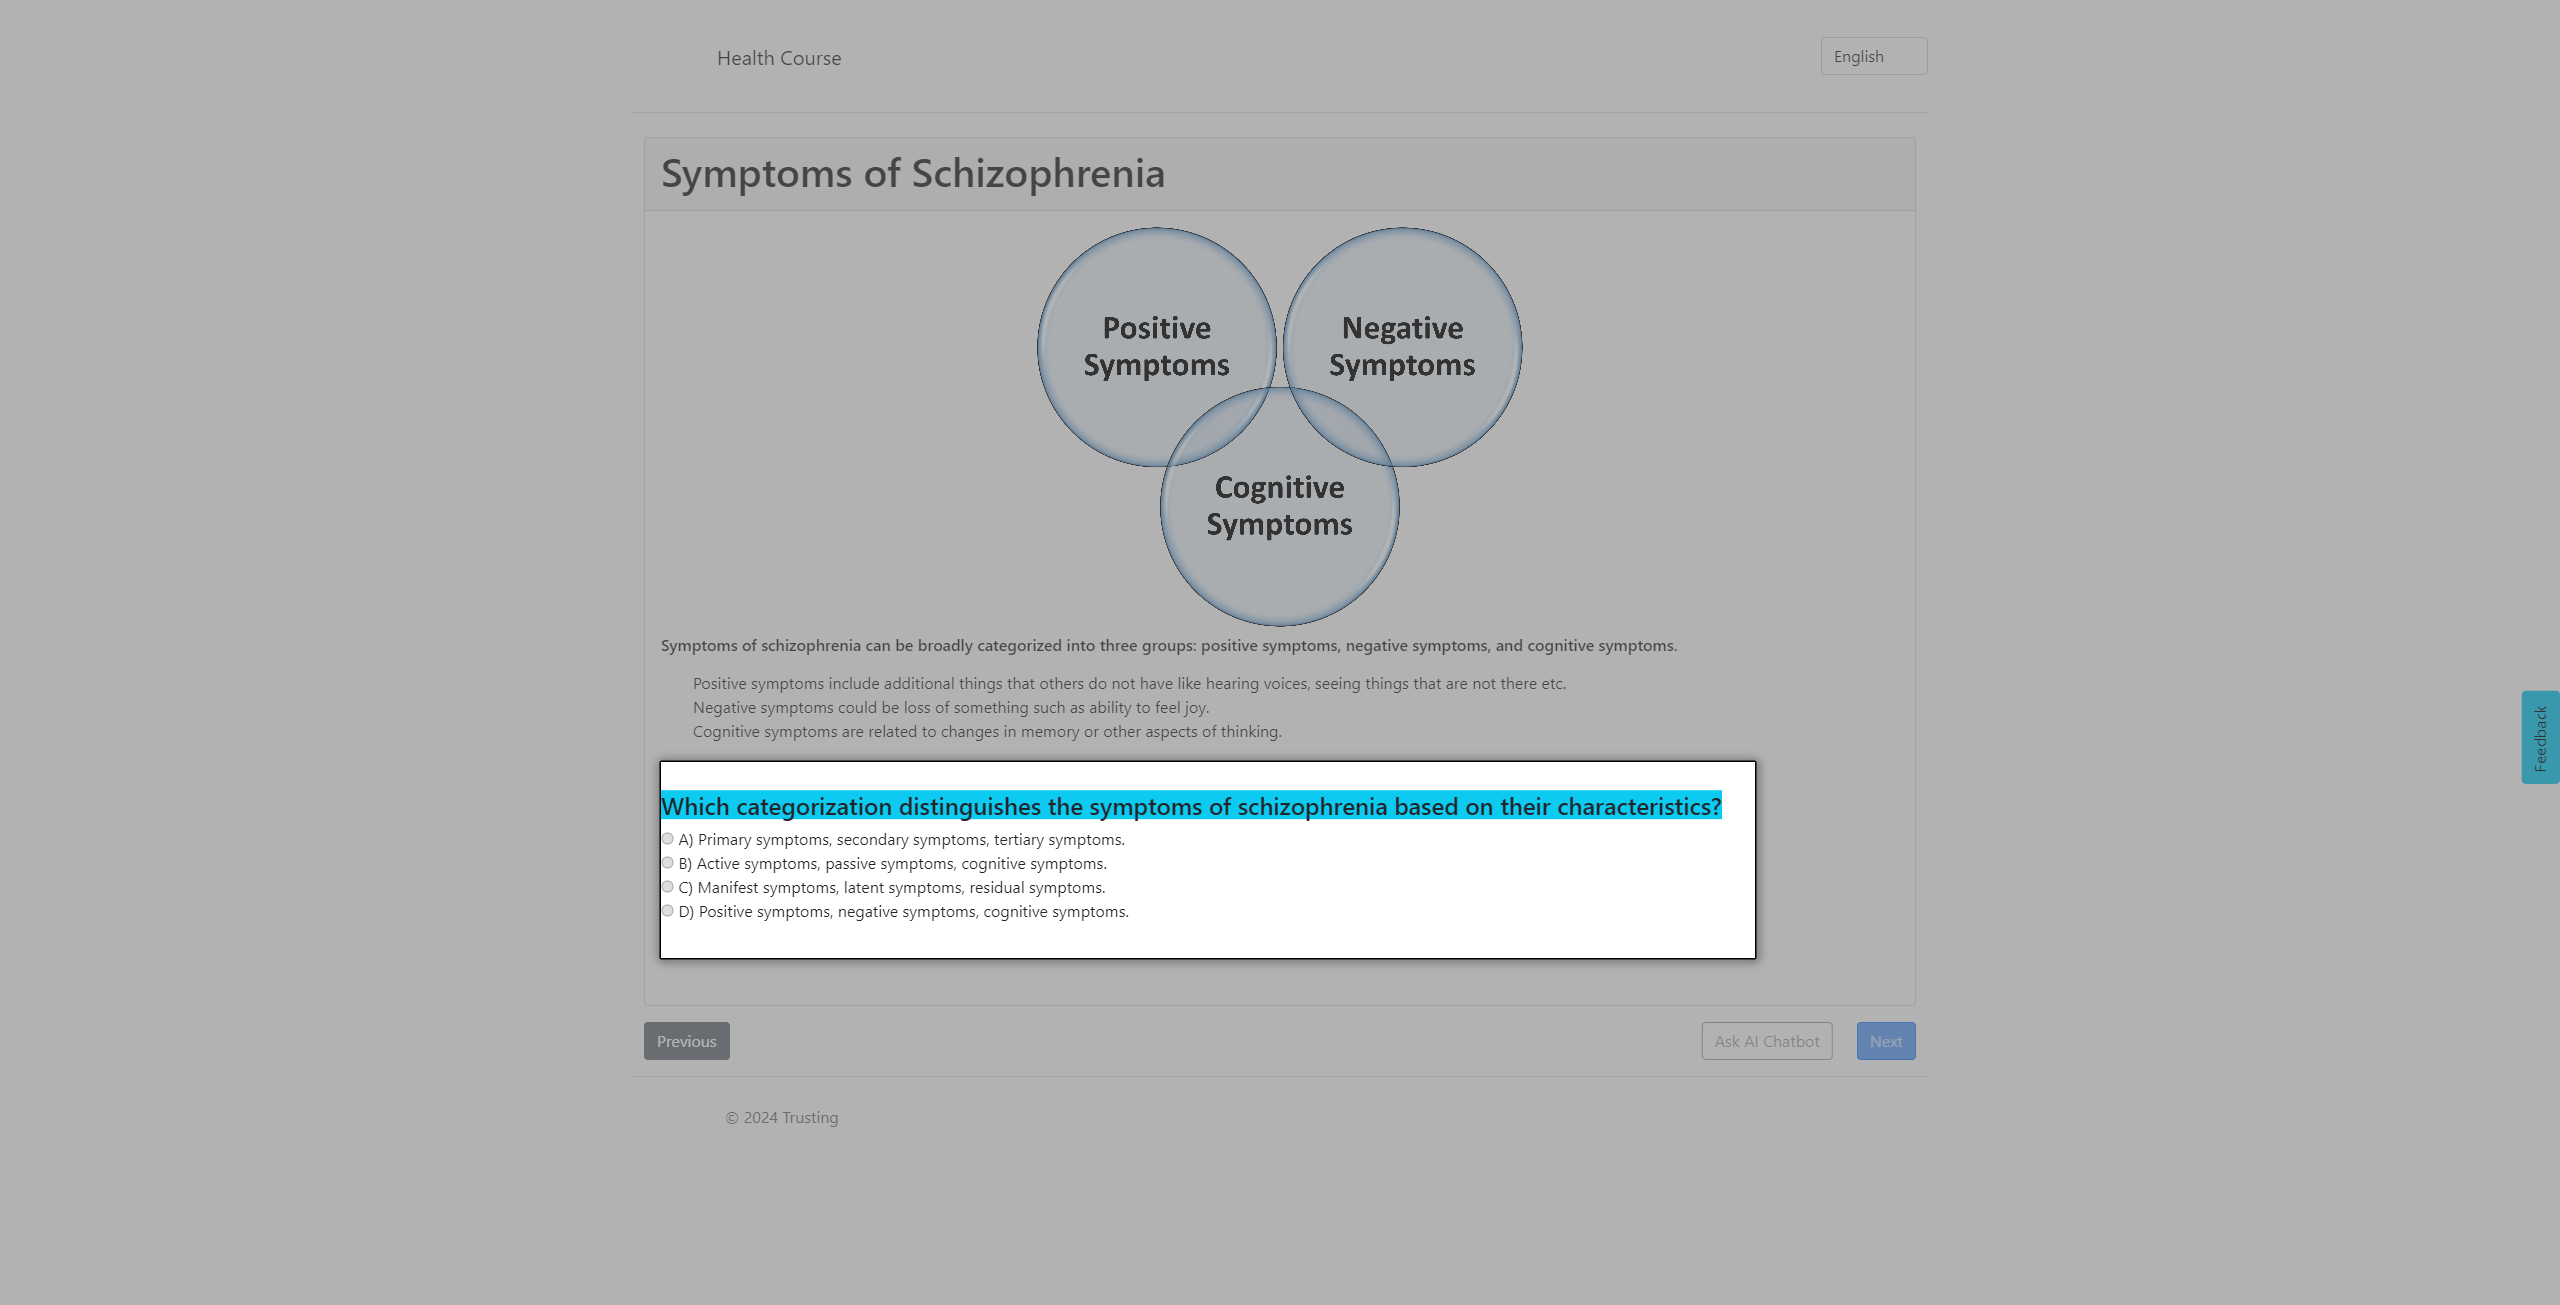 Health Course
English
Symptoms of Schizophrenia
Positive
Symptoms
Negative
Symptoms
Cognitive
Symptoms
Symptoms of schizophrenia can be broadly categorized into three groups: positive symptoms, negative symptoms, and cognitive symptoms.
Positive symptoms include additional things that others do not have like hearing voices, seeing things that are not there etc.
Negative symptoms could be loss of something such as ability to feel joy.
Cognitive symptoms are related to changes in memory or other aspects of thinking.
Which categorization distinguishes the symptoms of schizophrenia based on their characteristics?
A) Primary symptoms, secondary symptoms, tertiary symptoms.
B) Active symptoms, passive symptoms, cognitive symptoms.
C) Manifest symptoms, latent symptoms, residual symptoms.
D) Positive symptoms, negative symptoms, cognitive symptoms.
Previous
Ask AI Chatbot
Next
© 2024 Trusting
Feedback